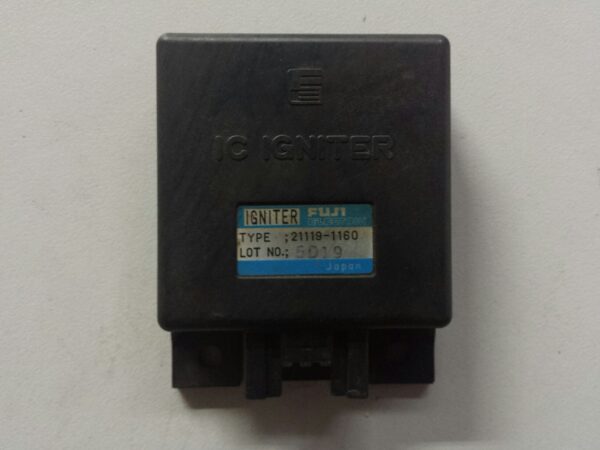 IC IGNITER
IGNITER FUJI
TYPE ;21119-1160
LOT NO.; 5019
Japan